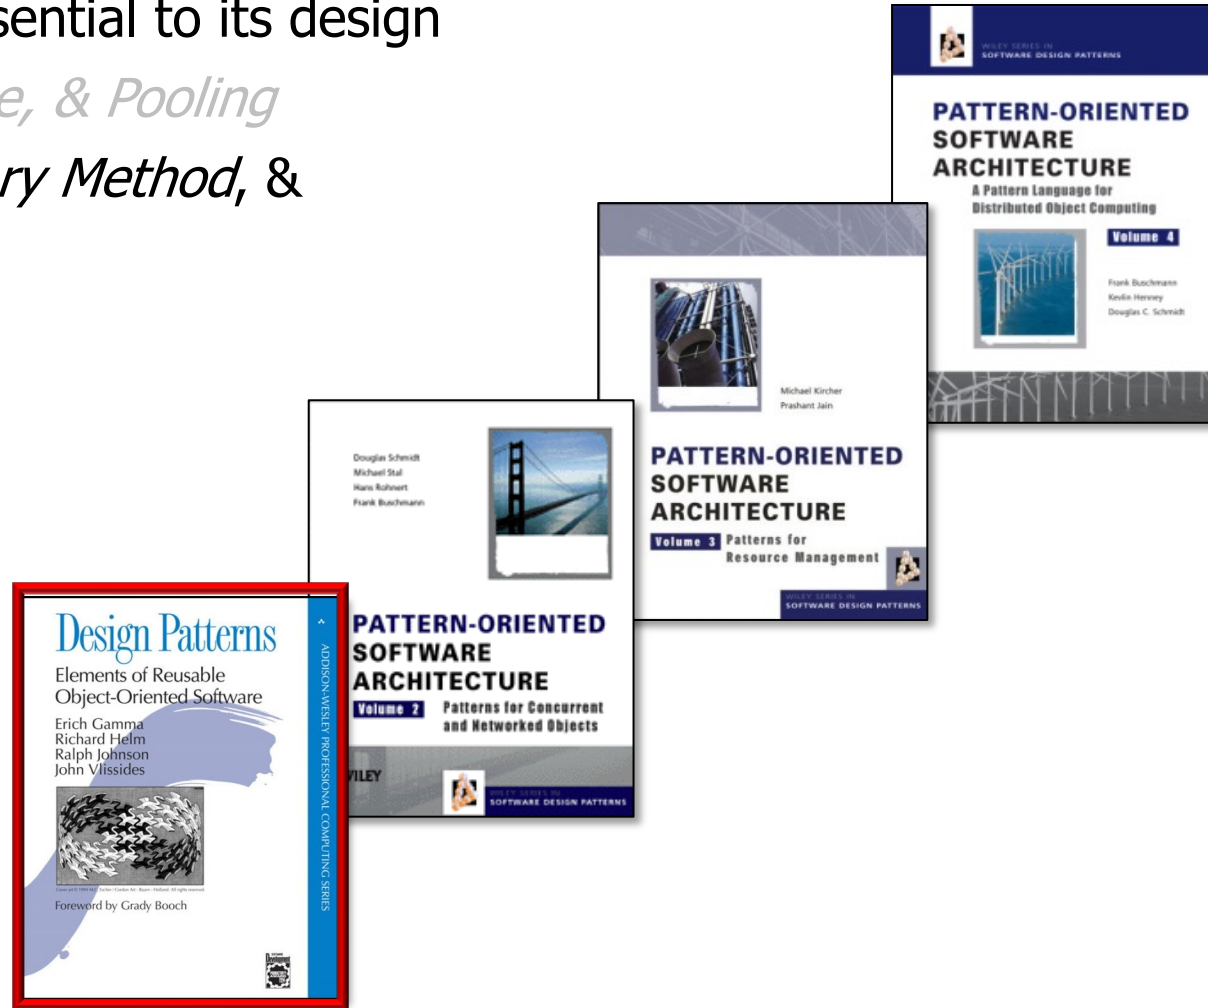 sential to its design
e, & Pooling
ry Method, &
WILEY SERIES IN
SOFTWARE DESIGN PATTERNS
PATTERN-ORIENTED
SOFTWARE
ARCHITECTURE
A Pattern Language for
Distributed Object Computing
Volume 4
Frank Buschmann
Kevlin Henney
Douglas C. Schmidt
Michael Kircher
Prashant Jain
PATTERN-ORIENTED
SOFTWARE
ARCHITECTURE
Volume 3 Patterns for
Resource Management
WILEY SERIES IN
SOFTWARE DESIGN PATTERNS
Douglas Schmidt
Michael Stal
Hans Rohnert
Frank Buschmann
PATTERN-ORIENTED
SOFTWARE
ARCHITECTURE
Volume 2 Patterns for Concurrent
and Networked Objects
WILEY
WILEY SERIES IN
SOFTWARE DESIGN PATTERNS
Design Patterns
Elements of Reusable
Object-Oriented Software
Erich Gamma
Richard Helm
Ralph Johnson
John Vlissides
Foreword by Grady Booch
ADDISON-WESLEY PROFESSIONAL COMPUTING SERIES